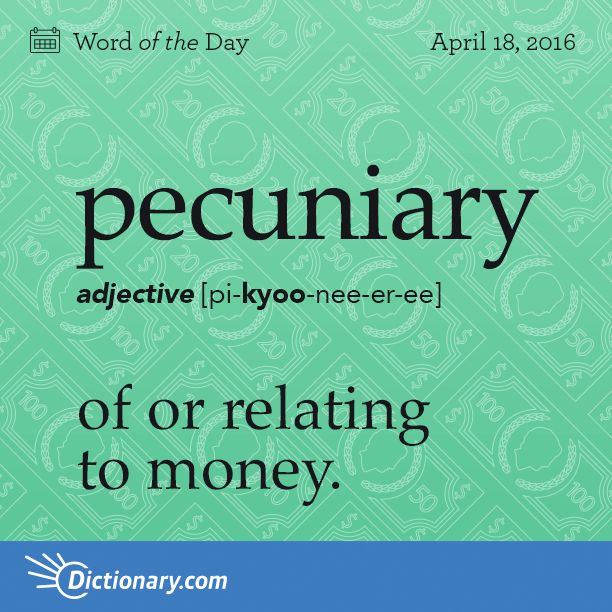 Word of the Day
April 18, 2016
pecuniary
adjective [pi-kyoo-nee-er-ee]
of or relating
to money.
Dictionary.com